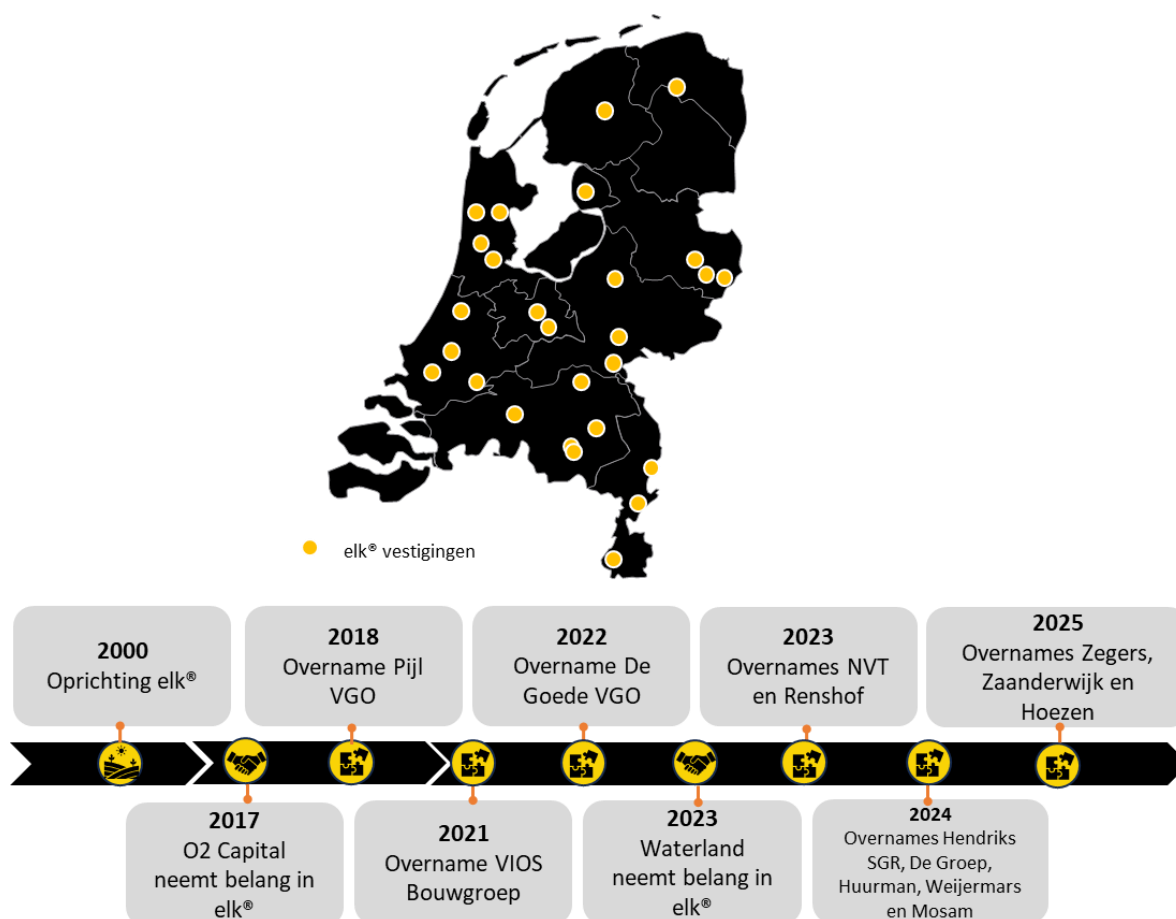 elk® vestigingen
2000
Oprichting elk®
2018
Overname Pijl
VGO
2022
Overname De
Goede VGO
2023
Overnames NVT
en Renshof
2025
Overnames Zegers,
Zaanderwijk en
Hoezen
2017
O2 Capital
neemt belang in
elk®
2021
Overname VIOS
Bouwgroep
2023
Waterland
neemt belang in
elk®
2024
Overnames Hendriks
SGR, De Groep,
Huurman, Weijermars
en Mosam